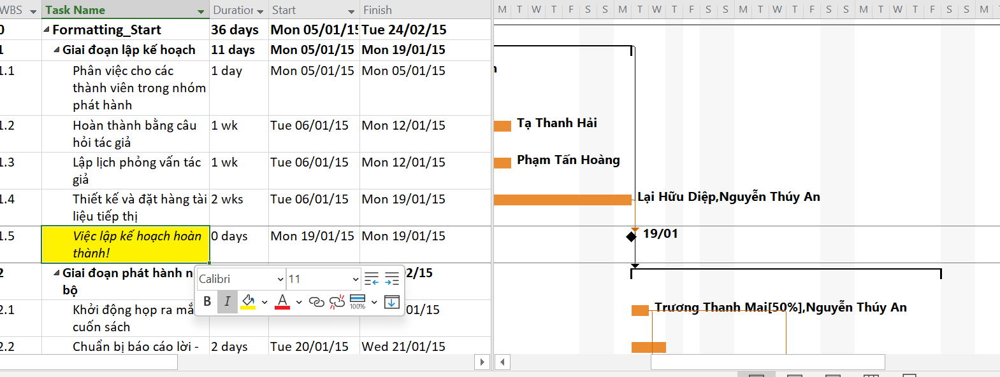 WBS Task Name Duration Start Finish M T W T F S S M T W T F S S M T W T F S S M T W T F S S M
0 Formatting_Start 36 days Mon 05/01/15 Tue 24/02/15
1 Giai đoạn lập kế hoạch 11 days Mon 05/01/15 Mon 19/01/15
1.1 Phân việc cho các 1 day Mon 05/01/15 Mon 05/01/15
thành viên trong nhóm
phát hành
1.2 Hoàn thành bằng câu 1 wk Tue 06/01/15 Mon 12/01/15 Tạ Thanh Hải
hỏi tác giả
1.3 Lập lịch phỏng vấn tác 1 wk Tue 06/01/15 Mon 12/01/15 Phạm Tấn Hoàng
giả
1.4 Thiết kế và đặt hàng tài 2 wks Tue 06/01/15 Mon 19/01/15 Lại Hữu Diệp,Nguyễn Thúy An
liệu tiếp thị
1.5 Việc lập kế hoạch hoàn 0 days Mon 19/01/15 Mon 19/01/15 19/01
thành!
2 Giai đoạn phát hành n 02/15
bộ
Calibri 11
B I A 100%
2.1 Khởi động họp ra mắ 01/15 Trương Thanh Mai[50%],Nguyễn Thúy An
cuốn sách
2.2 Chuẩn bị báo cáo lời - 2 days Tue 20/01/15 Wed 21/01/15